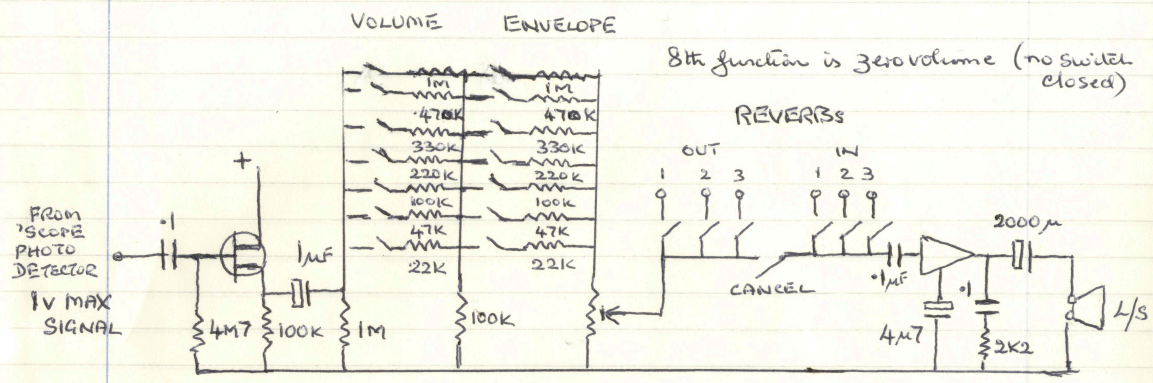 VOLUME ENVELOPE
8th function is zero volume (no switch
closed)
REVERBS
OUT IN
1 2 3 1 2 3
1M 1M
470K 470K
330K 330K
220K 220K
100K 100K
47K 47K
22K 22K
+
FROM
'SCOPE
PHOTO
DETECTOR
1V MAX
SIGNAL
.1
4M7
100K
1µF
1M
100K
CANCEL
.1µF
4µ7
.1
2K2
2000µ
L/S